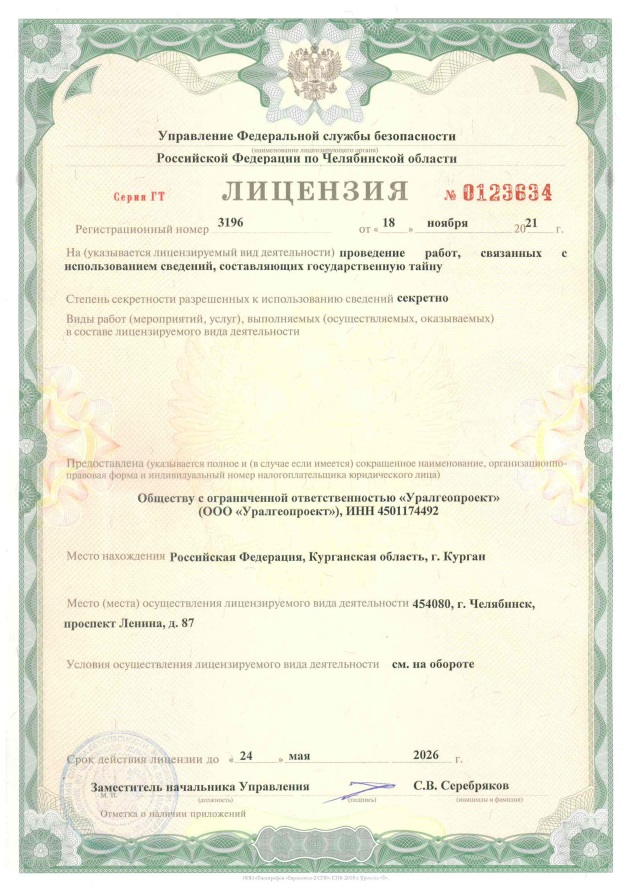 Управление Федеральной службы безопасности
(наименование лицензирующего органа)
Российской Федерации по Челябинской области
Серия ГТ ЛИЦЕНЗИЯ № 0123634
Регистрационный номер 3196 от « 18 » ноября 2021 г.
На (указывается лицензируемый вид деятельности) проведение работ, связанных с
использованием сведений, составляющих государственную тайну
Степень секретности разрешенных к использованию сведений секретно
Виды работ (мероприятий, услуг), выполняемых (осуществляемых, оказываемых)
в составе лицензируемого вида деятельности
Предоставлена (указывается полное и (в случае если имеется) сокращенное наименование, организационно-
правовая форма и индивидуальный номер налогоплательщика юридического лица)
Обществу с ограниченной ответственностью «Уралгеопроект»
(ООО «Уралгеопроект»), ИНН 4501174492
Место нахождения Российская Федерация, Курганская область, г. Курган
Место (места) осуществления лицензируемого вида деятельности 454080, г. Челябинск,
проспект Ленина, д. 87
Условия осуществления лицензируемого вида деятельности см. на обороте
Срок действия лицензии до « 24 » мая 2026 г.
Заместитель начальника Управления С.В. Серебряков
М. П. (должность) (подпись) (инициалы и фамилия)
Отметка о наличии приложений